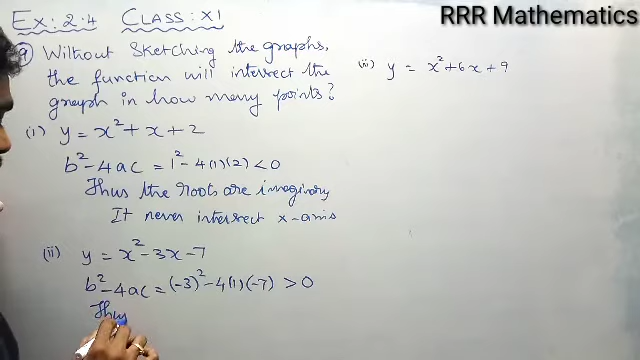 Ex: 2.4 CLASS: XI
RRR Mathematics
9 Without sketching the graphs,
the function will intersect the
graph in how many points?
(i) y = x² + x + 2
b² - 4ac = 1² - 4(1)(2) < 0
Thus the roots are imaginary
It never intersect x-axis
(ii) y = x² - 3x - 7
b² - 4ac = (-3)² - 4(1)(-7) > 0
Thus
(iii) y = x² + 6x + 9